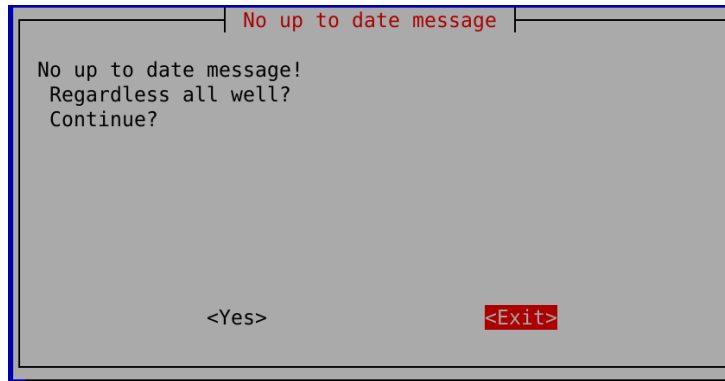 No up to date message
No up to date message!
Regardless all well?
Continue?
<Yes> <Exit>